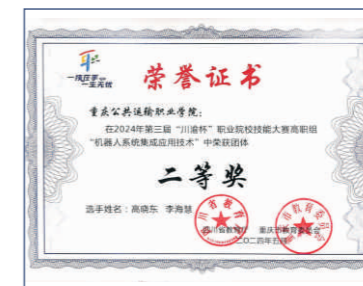 一技在手
一生无忧
荣誉证书
重庆公共运输职业学院：
在2024年第三届“川渝杯”职业院校技能大赛高职组
“机器人系统集成应用技术”中荣获团体
二等奖
选手姓名：高晓东 李海慧
四川省教育厅 重庆市教育委员会
二〇二四年五月